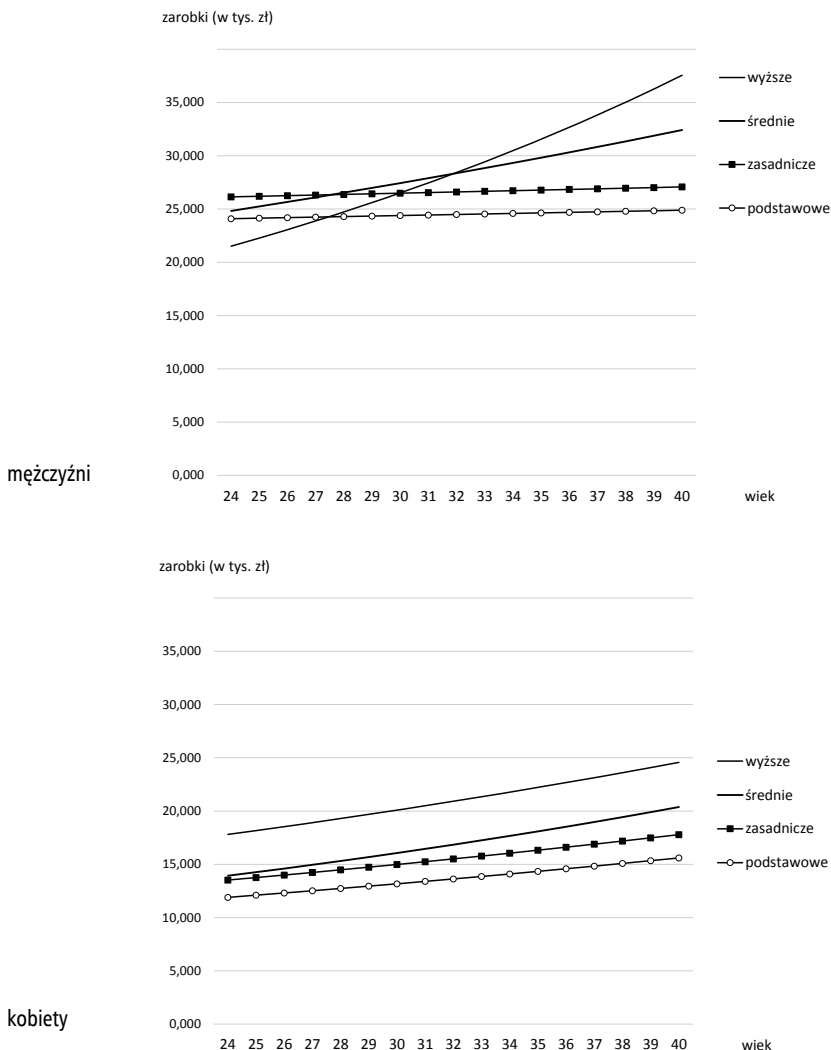 zarobki (w tys. zł)
35,000
30,000
25,000
20,000
15,000
10,000
5,000
0,000
24 25 26 27 28 29 30 31 32 33 34 35 36 37 38 39 40 wiek
wyższe
średnie
zasadnicze
podstawowe
mężczyźni
zarobki (w tys. zł)
35,000
30,000
25,000
20,000
15,000
10,000
5,000
0,000
24 25 26 27 28 29 30 31 32 33 34 35 36 37 38 39 40 wiek
wyższe
średnie
zasadnicze
podstawowe
kobiety